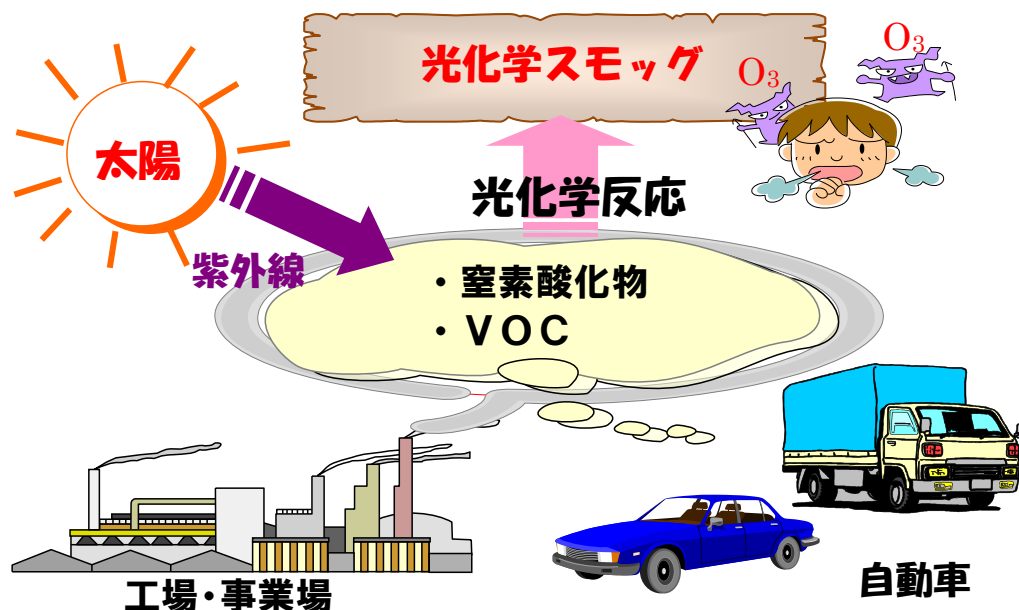 光化学スモッグ
O₃
O₃
太陽
光化学反応
紫外線
・窒素酸化物
・ＶＯＣ
工場・事業場
自動車